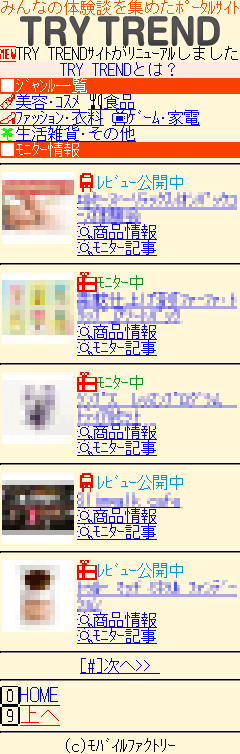 みんなの体験談を集めたﾎﾟｰﾀﾙｻｲﾄ
TRY TREND
NEW TRY TRENDｻｲﾄがﾘﾆｭｰｱﾙしました
TRY TRENDとは？
ｼﾞｬﾝﾙ一覧
美容･ｺｽﾒ 食品
ﾌｧｯｼｮﾝ･衣料 ｹﾞｰﾑ･家電
生活雑貨･その他
ﾓﾆﾀｰ情報
ﾚﾋﾞｭｰ公開中
商品情報
ﾓﾆﾀｰ記事
ﾓﾆﾀｰ中
商品情報
ﾓﾆﾀｰ記事
ﾓﾆﾀｰ中
商品情報
ﾓﾆﾀｰ記事
ﾚﾋﾞｭｰ公開中
商品情報
ﾓﾆﾀｰ記事
ﾚﾋﾞｭｰ公開中
商品情報
ﾓﾆﾀｰ記事
[#]次へ>>
0 HOME
9 上へ
(c)ﾓﾊﾞｲﾙﾌｧｸﾄﾘｰ